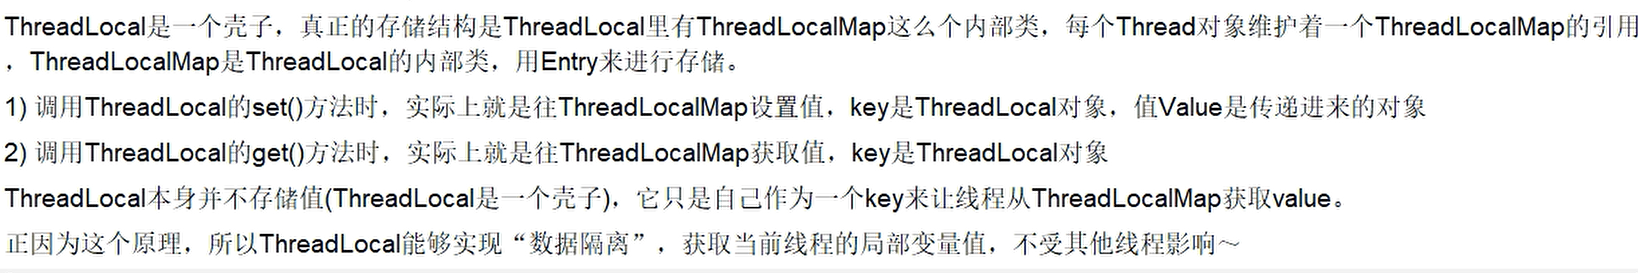 ThreadLocal是一个壳子，真正的存储结构是ThreadLocal里有ThreadLocalMap这么个内部类，每个Thread对象维护着一个ThreadLocalMap的引用
，ThreadLocalMap是ThreadLocal的内部类，用Entry来进行存储。
1) 调用ThreadLocal的set()方法时，实际上就是往ThreadLocalMap设置值，key是ThreadLocal对象，值Value是传递进来的对象
2) 调用ThreadLocal的get()方法时，实际上就是往ThreadLocalMap获取值，key是ThreadLocal对象
ThreadLocal本身并不存储值(ThreadLocal是一个壳子)，它只是自己作为一个key来让线程从ThreadLocalMap获取value。
正因为这个原理，所以ThreadLocal能够实现“数据隔离”，获取当前线程的局部变量值，不受其他线程影响～